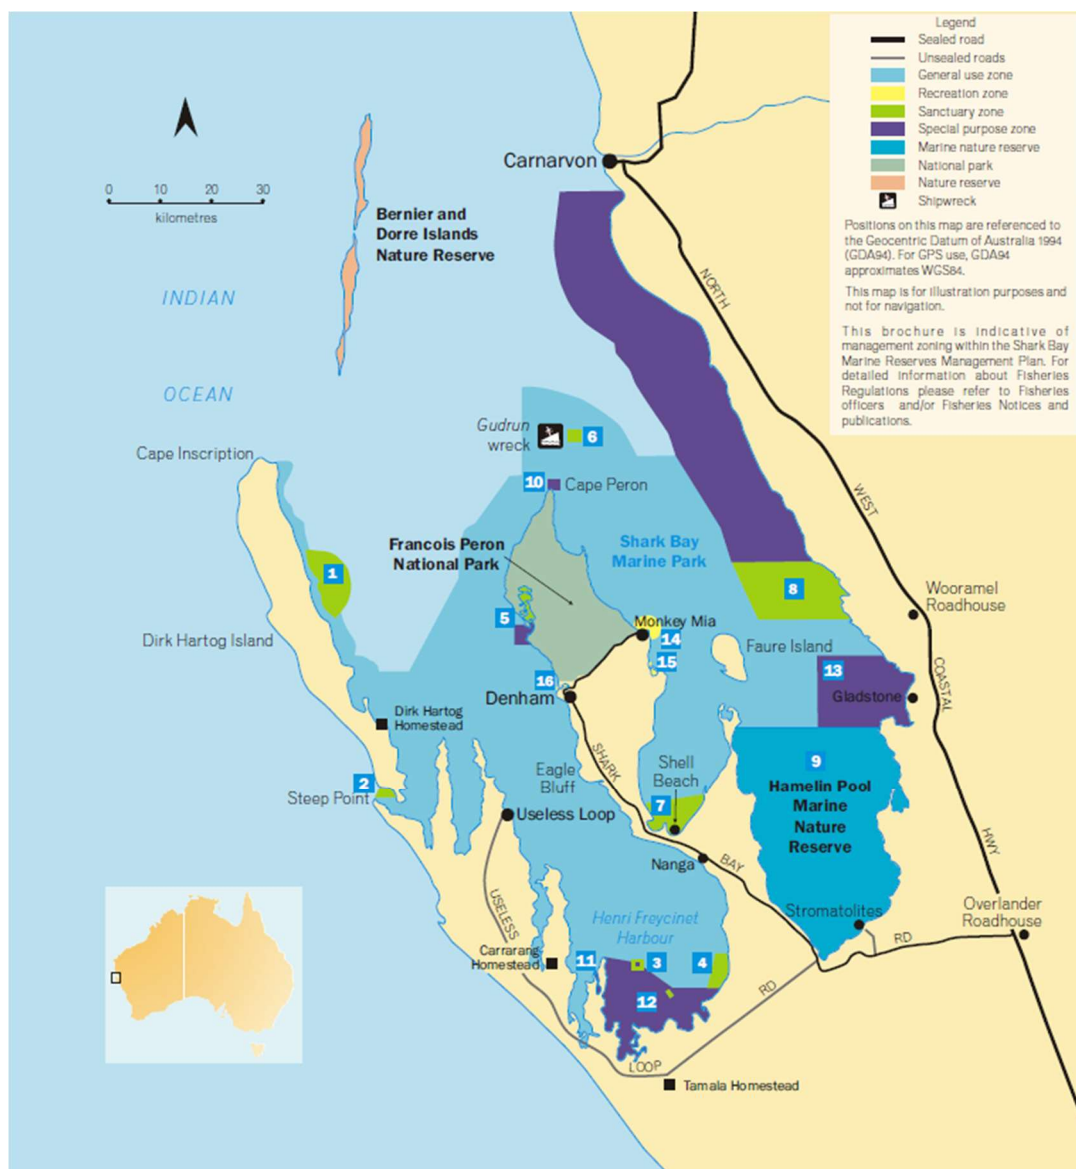 Legend
Sealed road
Unsealed roads
General use zone
Recreation zone
Sanctuary zone
Special purpose zone
Marine nature reserve
National park
Nature reserve
Shipwreck
Positions on this map are referenced to
the Geocentric Datum of Australia 1994
(GDA94). For GPS use, GDA94
approximates WGS84.
This map is for illustration purposes and
not for navigation.
This brochure is indicative of
management zoning within the Shark Bay
Marine Reserves Management Plan. For
detailed information about Fisheries
Regulations please refer to Fisheries
officers and/or Fisheries Notices and
publications.
Carnarvon
0 10 20 30
kilometres
Bernier and
Dorre Islands
Nature Reserve
INDIAN
OCEAN
NORTH
WEST
COASTAL
HWY
Gudrun
wreck
6
Cape Inscription
10
Cape Peron
Francois Peron
National Park
Shark Bay
Marine Park
1
8
Wooramel
Roadhouse
5
Monkey Mia
14
15
Dirk Hartog Island
Faure Island
13
Gladstone
16
Denham
Dirk Hartog
Homestead
SHARK
BAY
RD
Eagle
Bluff
Shell
Beach
7
9
Hamelin Pool
Marine
Nature
Reserve
2
Steep Point
Useless Loop
Nanga
USELESS
LOOP
RD
Henri Freycinet
Harbour
Stromatolites
Overlander
Roadhouse
Carrarang
Homestead
11
3
4
12
Tamala Homestead